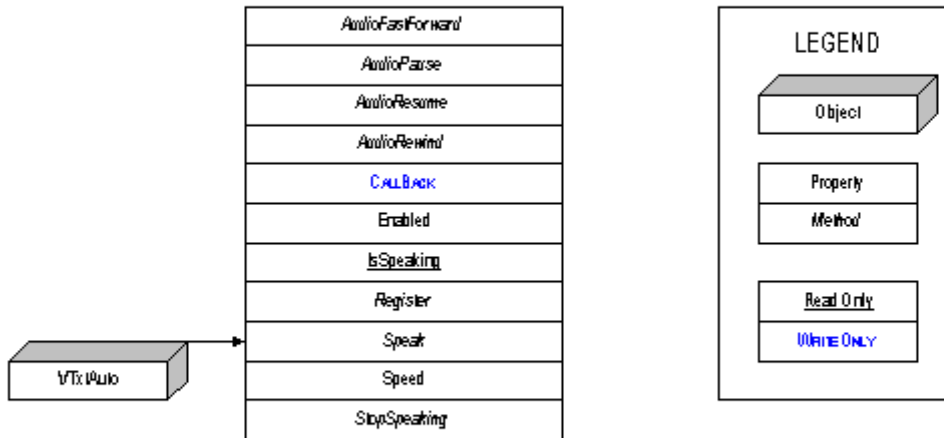 AudioFastForward
AudioPause
AudioResume
AudioRewind
CALLBACK
Enabled
IsSpeaking
Register
Speak
Speed
StopSpeaking
VTxtAuto
LEGEND
Object
Property
Method
Read Only
WRITE ONLY